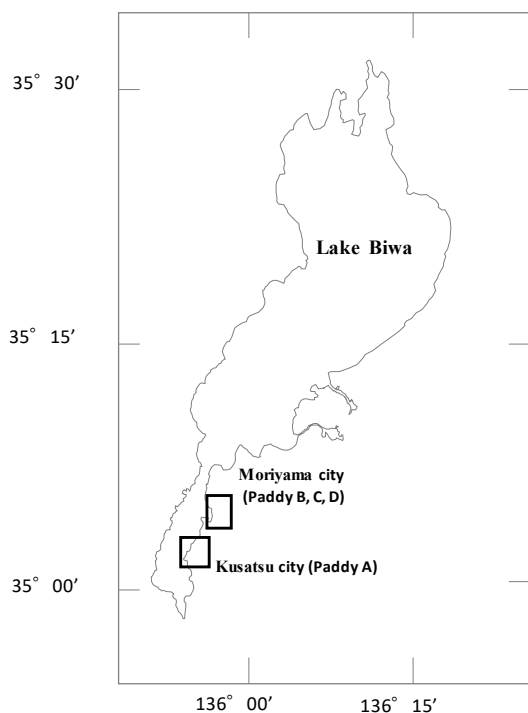 35° 30’
Lake Biwa
35° 15’
Moriyama city
(Paddy B, C, D)
Kusatsu city (Paddy A)
35° 00’
136° 00’
136° 15’